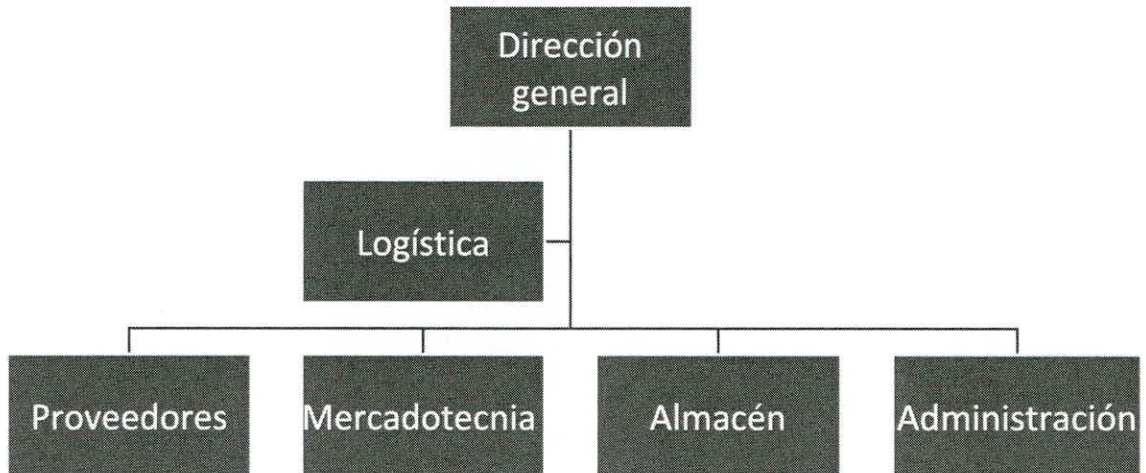 Dirección
general
Logística
Proveedores
Mercadotecnia
Almacén
Administración